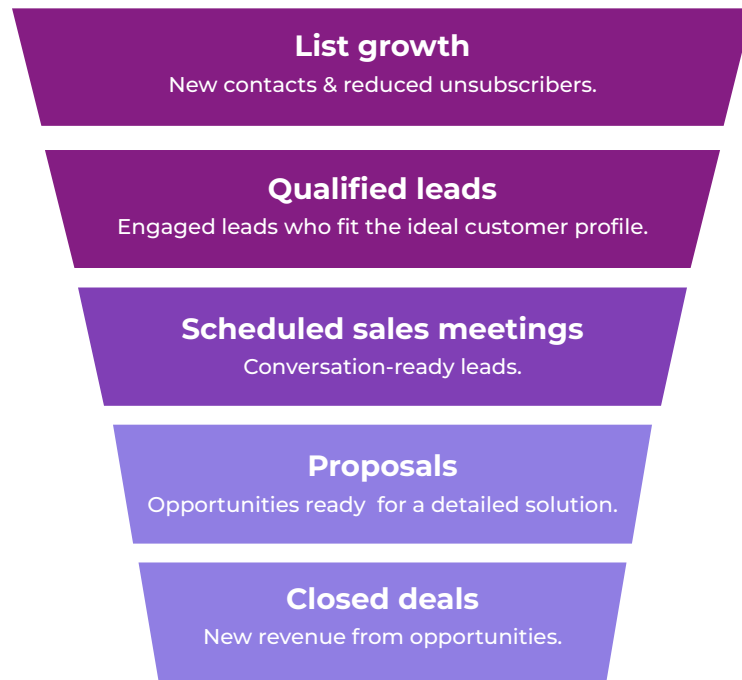 List growth
New contacts & reduced unsubscribers.
Qualified leads
Engaged leads who fit the ideal customer profile.
Scheduled sales meetings
Conversation-ready leads.
Proposals
Opportunities ready  for a detailed solution.
Closed deals
New revenue from opportunities.